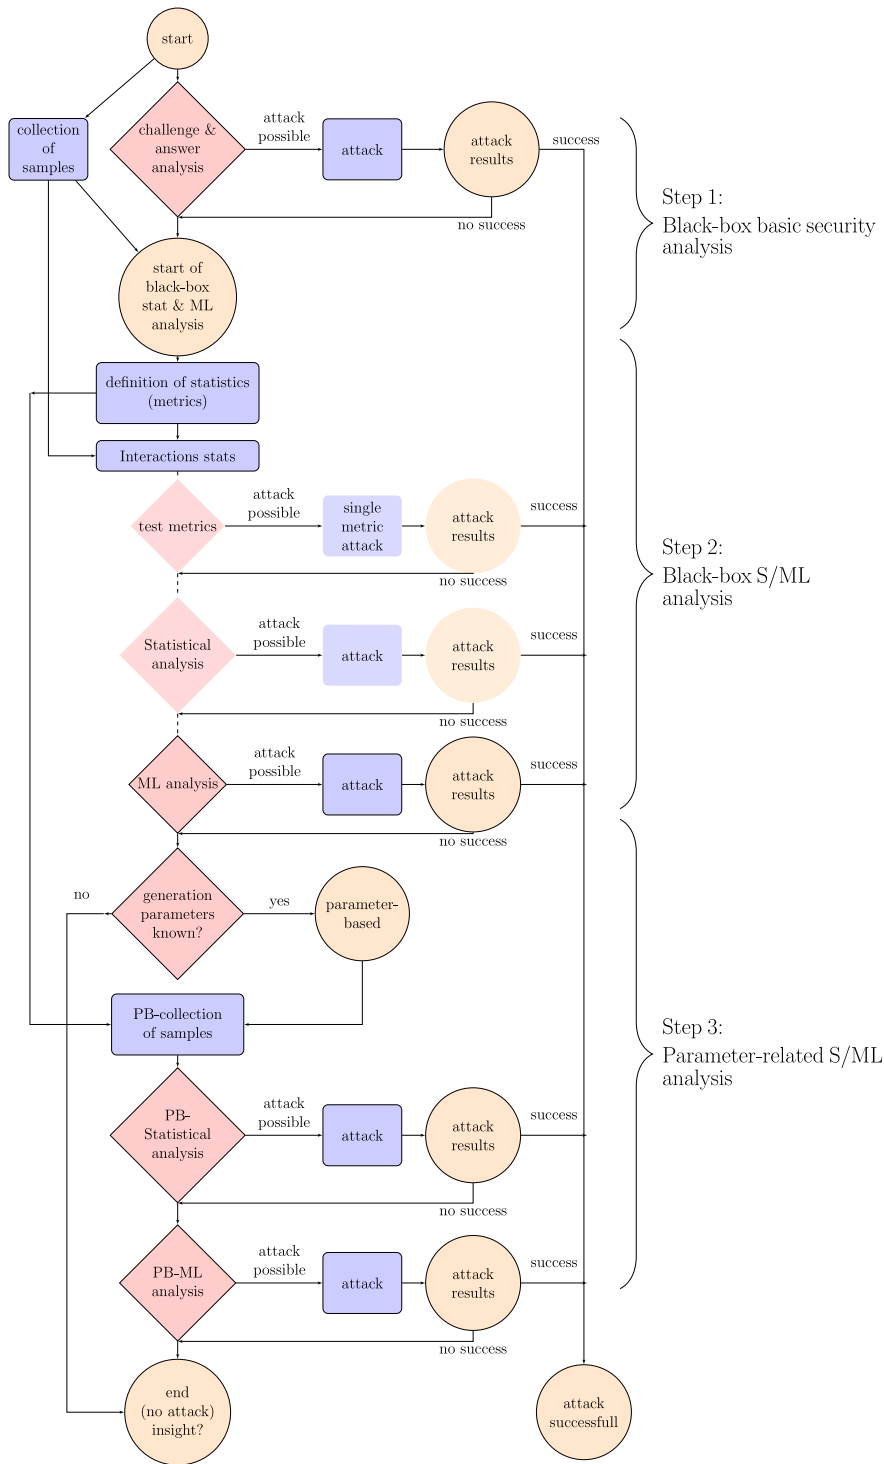 start
collection
of
samples
challenge &
answer
analysis
attack
possible
attack
attack
results
success
no success
Step 1:
Black-box basic security
analysis
start of
black-box
stat & ML
analysis
definition of statistics
(metrics)
Interactions stats
test metrics
attack
possible
single
metric
attack
attack
results
success
no success
Step 2:
Black-box S/ML
analysis
Statistical
analysis
attack
possible
attack
attack
results
success
no success
ML analysis
attack
possible
attack
attack
results
success
no success
no
generation
parameters
known?
yes
parameter-
based
PB-collection
of samples
Step 3:
Parameter-related S/ML
analysis
PB-
Statistical
analysis
attack
possible
attack
attack
results
success
no success
PB-ML
analysis
attack
possible
attack
attack
results
success
no success
end
(no attack)
insight?
attack
successfull